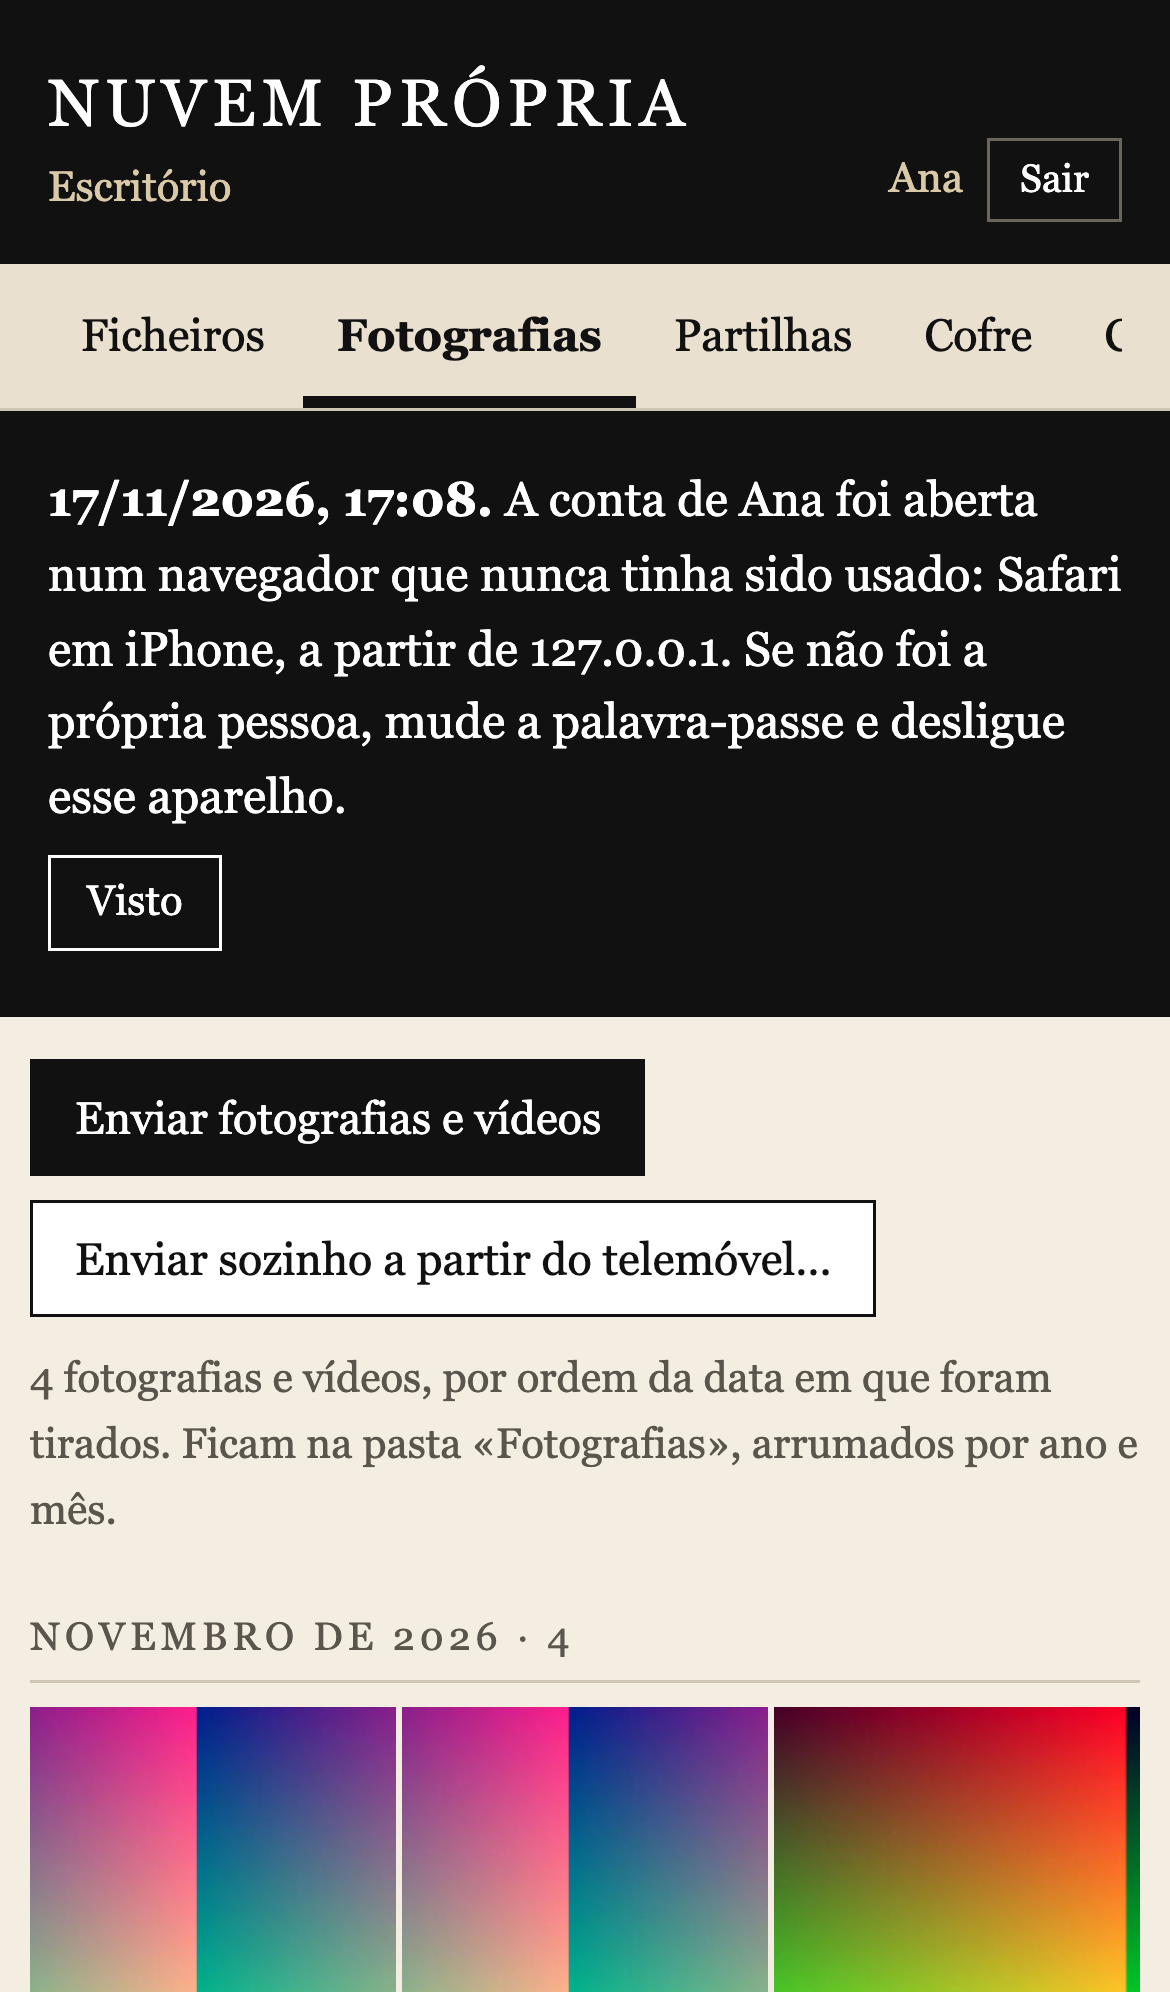 NUVEM PRÓPRIA
Escritório
Ana
Sair
Ficheiros
Fotografias
Partilhas
Cofre
17/11/2026, 17:08. A conta de Ana foi aberta
num navegador que nunca tinha sido usado: Safari
em iPhone, a partir de 127.0.0.1. Se não foi a
própria pessoa, mude a palavra-passe e desligue
esse aparelho.
Visto
Enviar fotografias e vídeos
Enviar sozinho a partir do telemóvel…
4 fotografias e vídeos, por ordem da data em que foram
tirados. Ficam na pasta «Fotografias», arrumados por ano e
mês.
NOVEMBRO DE 2026 · 4